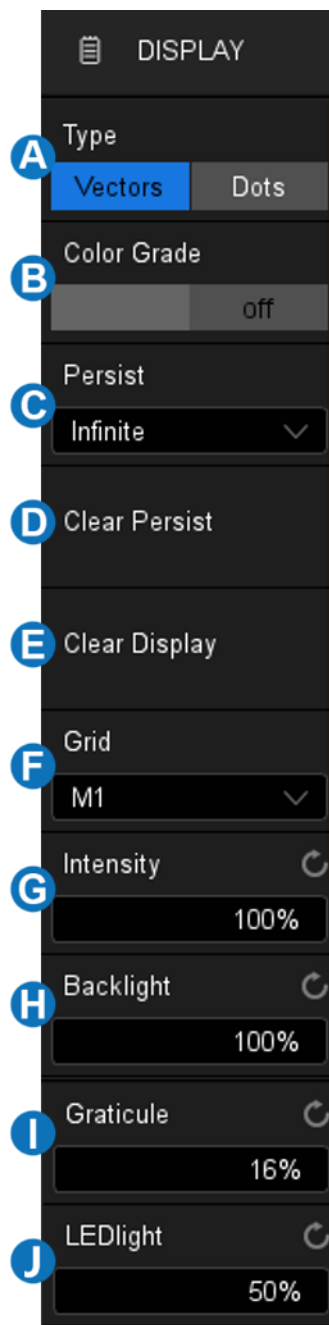 DISPLAY
Type
A
Vectors Dots
Color Grade
B
off
Persist
C
Infinite
D Clear Persist
E Clear Display
Grid
F
M1
Intensity
G
100%
Backlight
H
100%
Graticule
I
16%
LEDlight
J
50%